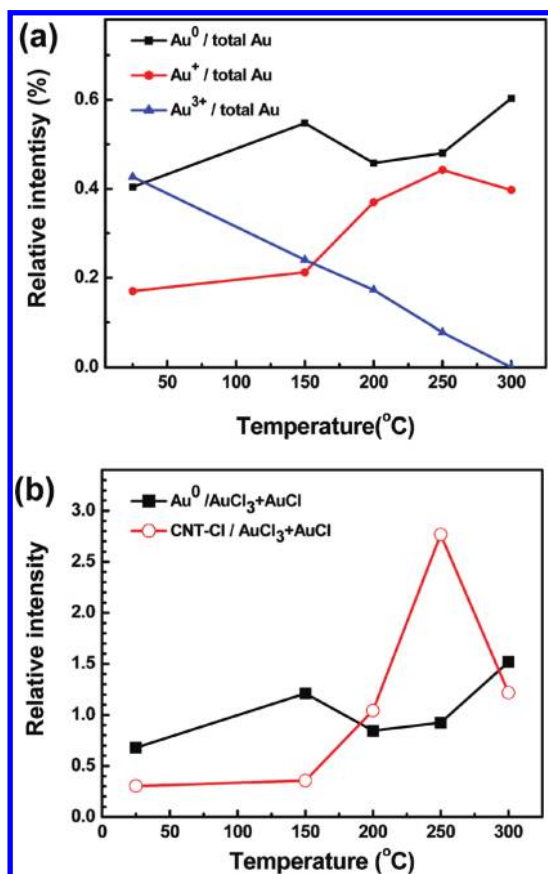 (a)
Au⁰ / total Au
Au⁺ / total Au
Au³⁺ / total Au
Relative intentisy (%)
0.6
0.4
0.2
0.0
50 100 150 200 250 300
Temperature(°C)
(b)
Au⁰ /AuCl₃+AuCl
CNT-Cl / AuCl₃+AuCl
Relative intensity
3.0
2.5
2.0
1.5
1.0
0.5
0.0
0 50 100 150 200 250 300
Temperature (°C)